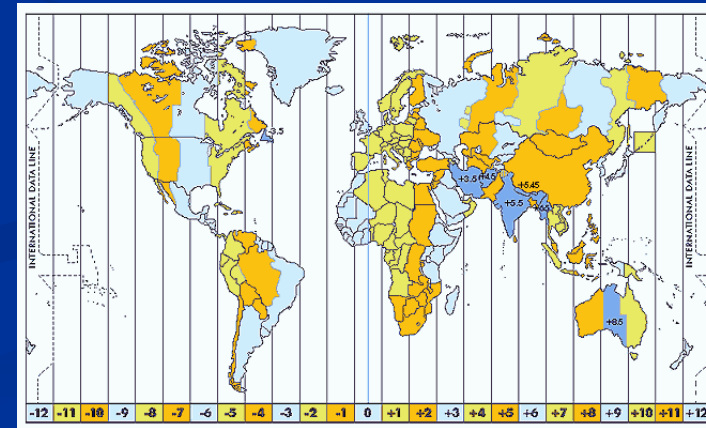 INTERNATIONAL DATA LINE
INTERNATIONAL DATA LINE
-3.5
+3.5
+4.5
+5.45
+5.5
+8.5
-12 -11 -10 -9 -8 -7 -6 -5 -4 -3 -2 -1 0 +1 +2 +3 +4 +5 +6 +7 +8 +9 +10 +11 +12